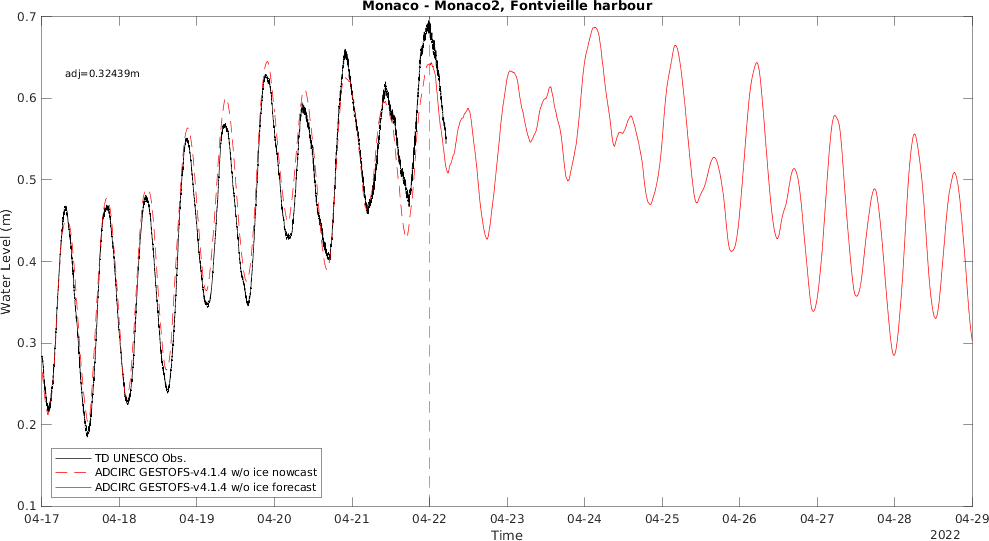 Monaco - Monaco2, Fontvieille harbour
adj=0.32439m
Water Level (m)
0.7
0.6
0.5
0.4
0.3
0.2
0.1
TD UNESCO Obs.
ADCIRC GESTOFS-v4.1.4 w/o ice nowcast
ADCIRC GESTOFS-v4.1.4 w/o ice forecast
04-17 04-18 04-19 04-20 04-21 04-22 04-23 04-24 04-25 04-26 04-27 04-28 04-29
Time
2022